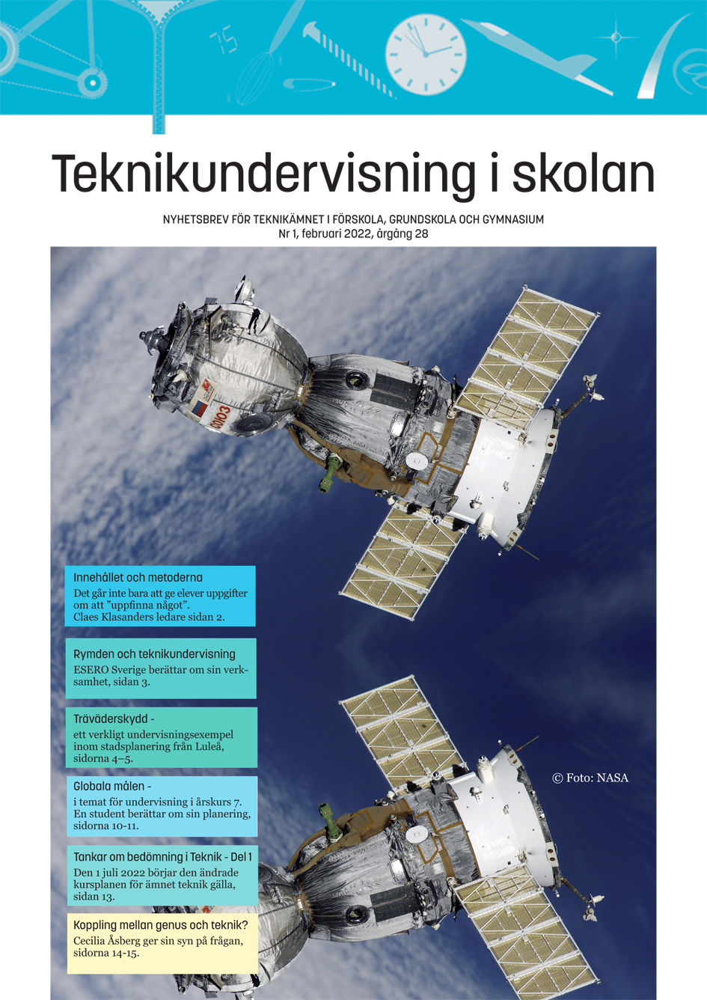 Teknikundervisning i skolan
NYHETSBREV FÖR TEKNIKÄMNET I FÖRSKOLA, GRUNDSKOLA OCH GYMNASIUM
Nr 1, februari 2022, årgång 28
СОЮЗ
Innehållet och metoderna
Det går inte bara att ge elever uppgifter
om att ”uppfinna något”.
Claes Klasanders ledare sidan 2.
Rymden och teknikundervisning
ESERO Sverige berättar om sin verk-
samhet, sidan 3.
Träväderskydd -
ett verkligt undervisningsexempel
inom stadsplanering från Luleå,
sidorna 4–5.
© Foto: NASA
Globala målen -
i temat för undervisning i årskurs 7.
En student berättar om sin planering,
sidorna 10-11.
Tankar om bedömning i Teknik - Del 1
Den 1 juli 2022 börjar den ändrade
kursplanen för ämnet teknik gälla,
sidan 13.
Koppling mellan genus och teknik?
Cecilia Åsberg ger sin syn på frågan,
sidorna 14-15.